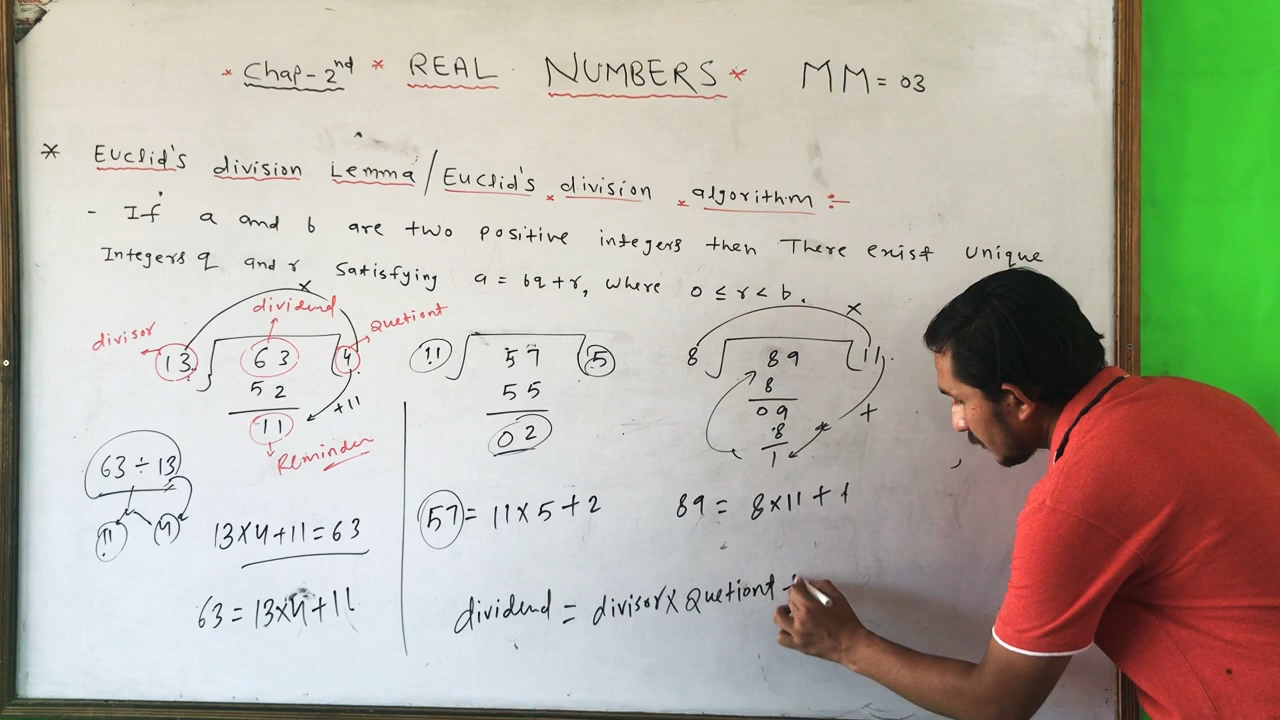 * Chap-2nd * REAL NUMBERS * MM = 03
* Euclid's division Lemma / Euclid's division algorithm :-
- If a and b are two positive integers then There exist unique
Integers q and r satisfying a = bq + r, where 0 ≤ r < b.
x
dividend
divisor
Quetiont
13 63 4
52
+11
11
Reminder
63 ÷ 13
11 4
13×4+11=63
63 = 13×4+11
11 57 5
55
02
57 = 11×5+2
x
8 89 11
8
09
+
8
1
89 = 8×11+1
dividend = divisor × Quetiont +